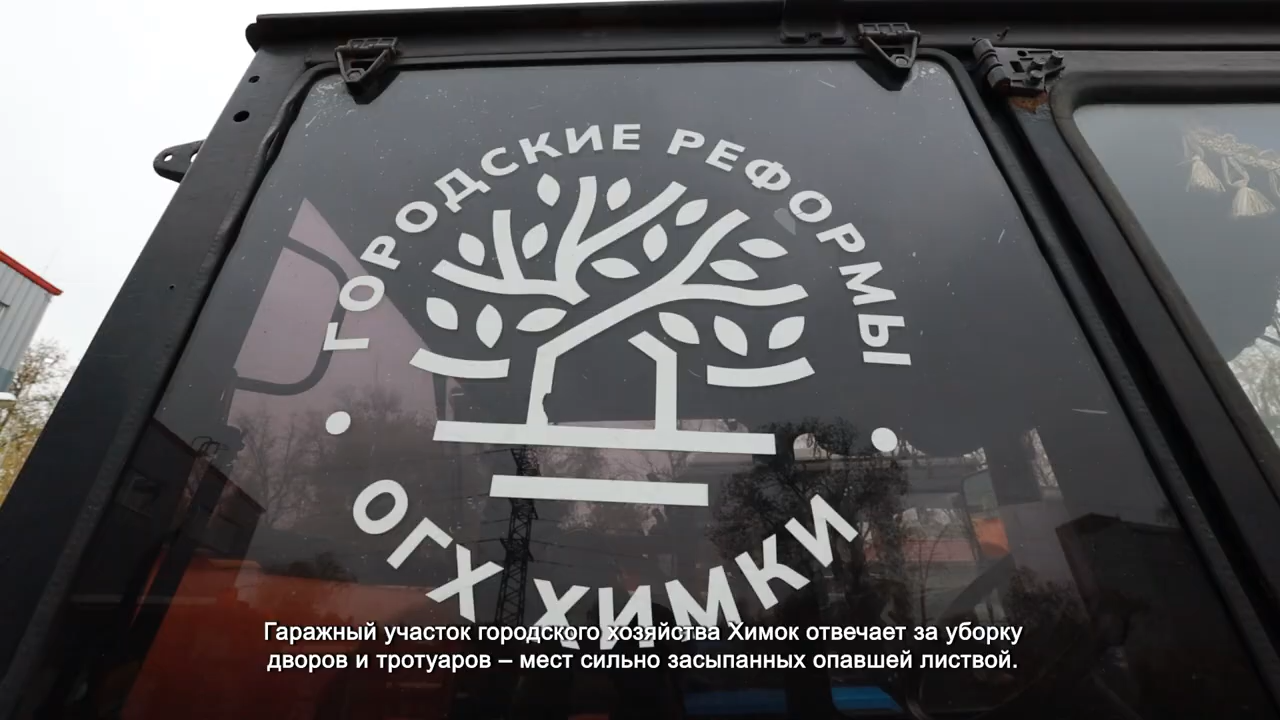 ГОРОДСКИЕ РЕФОРМЫ
ОГХ ХИМКИ
Гаражный участок городского хозяйства Химок отвечает за уборку
дворов и тротуаров – мест сильно засыпанных опавшей листвой.